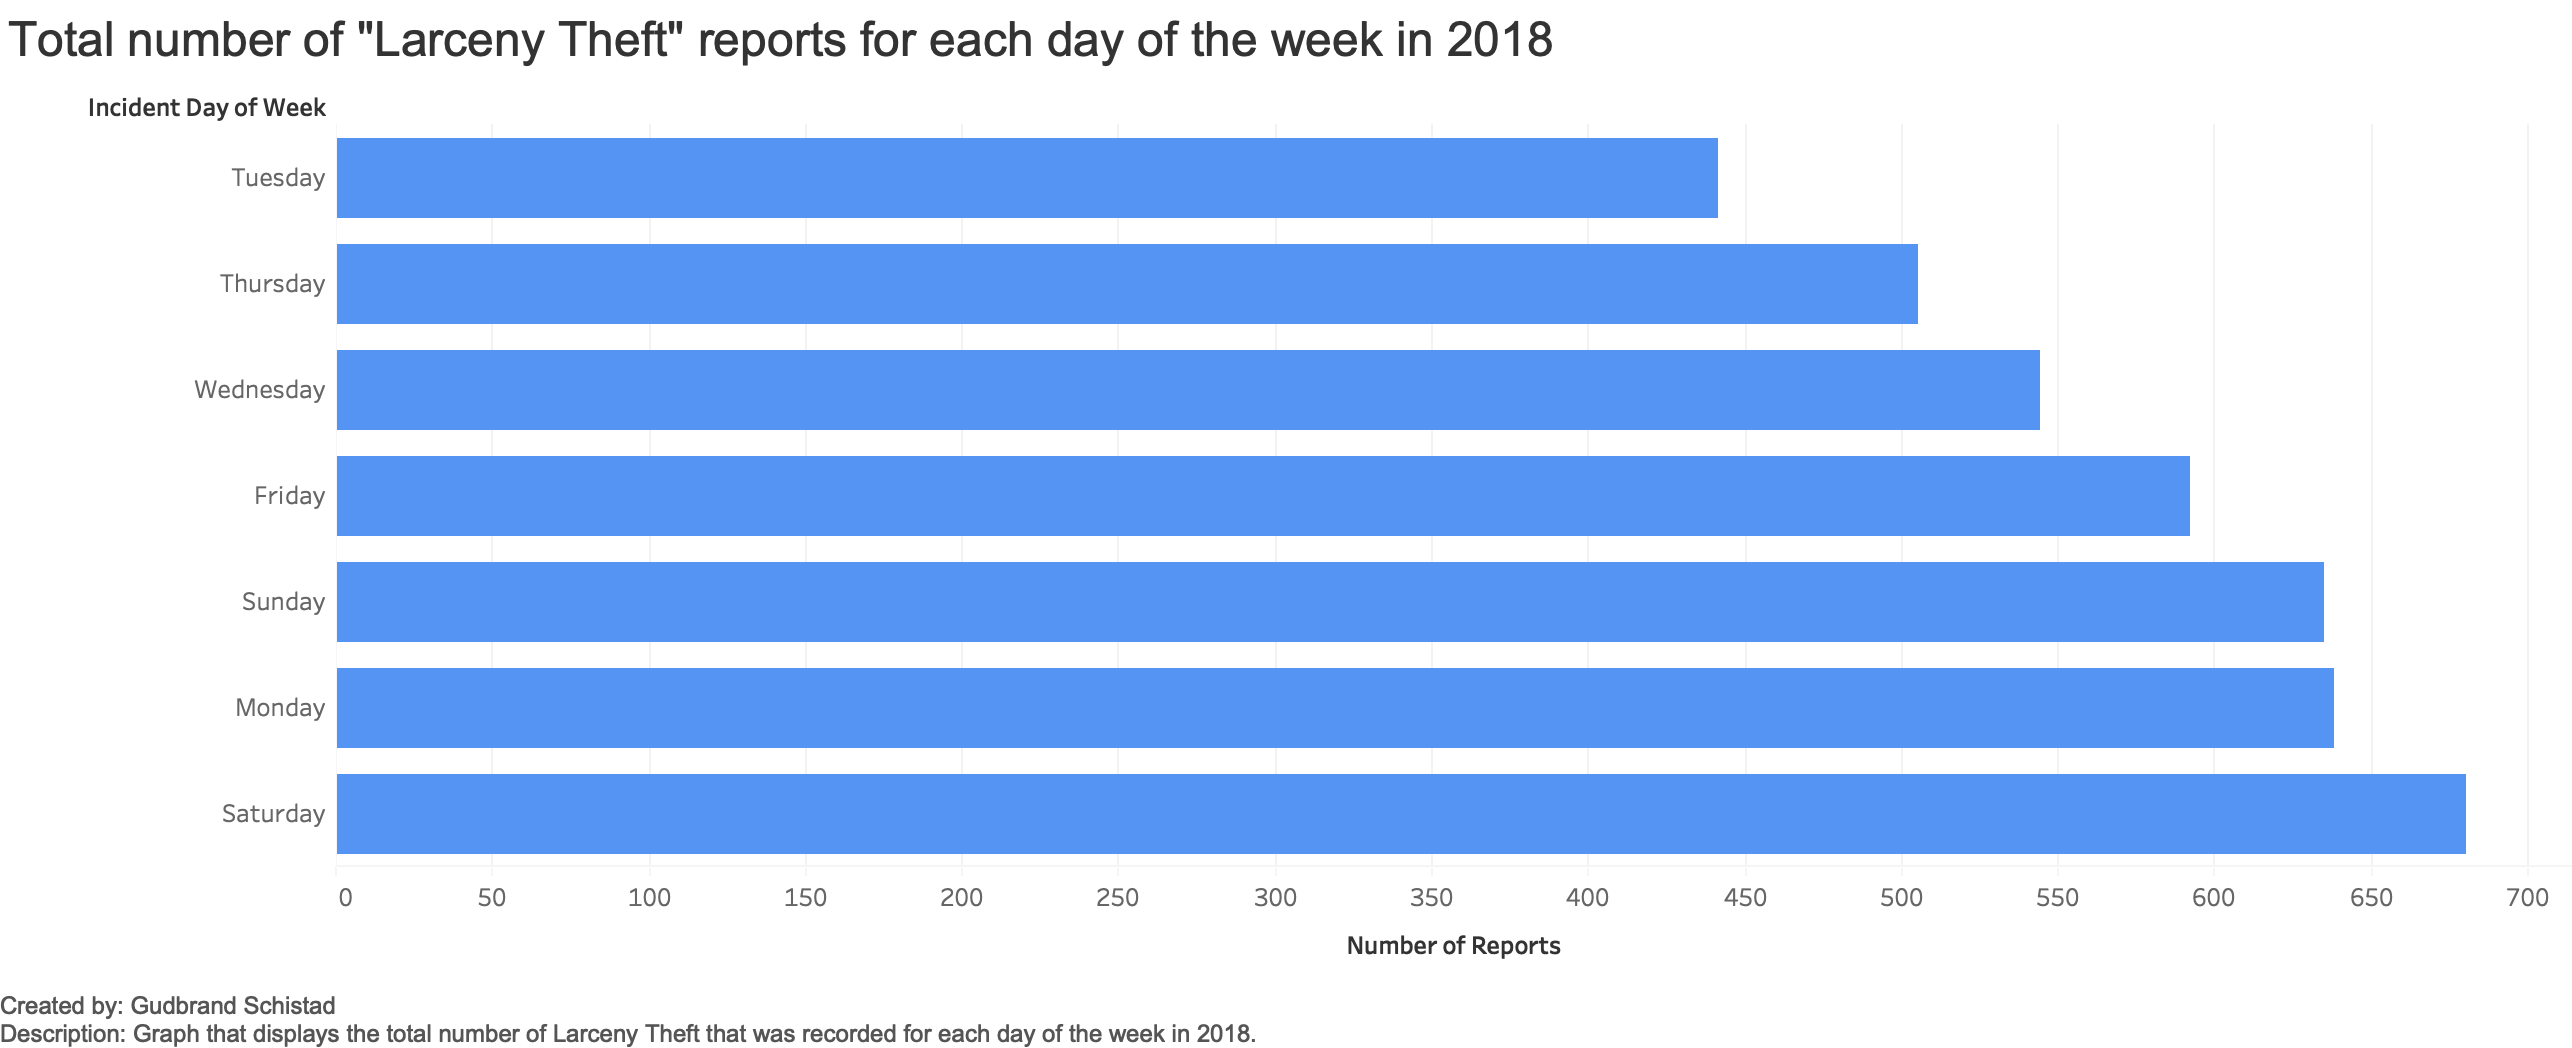 Total number of "Larceny Theft" reports for each day of the week in 2018
Incident Day of Week
Tuesday
Thursday
Wednesday
Friday
Sunday
Monday
Saturday
0 50 100 150 200 250 300 350 400 450 500 550 600 650 700
Number of Reports
Created by: Gudbrand Schistad
Description: Graph that displays the total number of Larceny Theft that was recorded for each day of the week in 2018.